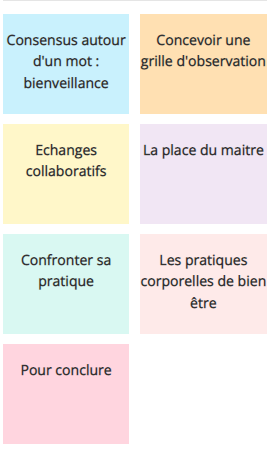 Consensus autour
d'un mot :
bienveillance
Concevoir une
grille d'observation
Echanges
collaboratifs
La place du maitre
Confronter sa
pratique
Les pratiques
corporelles de bien
être
Pour conclure